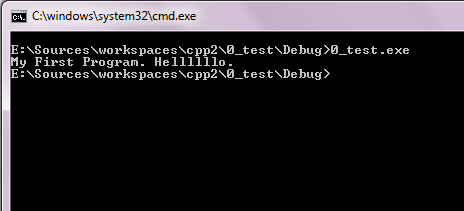 C:\windows\system32\cmd.exe
E:\Sources\workspaces\cpp2\0_test\Debug>0_test.exe
My First Program. Hellllllo.
E:\Sources\workspaces\cpp2\0_test\Debug>